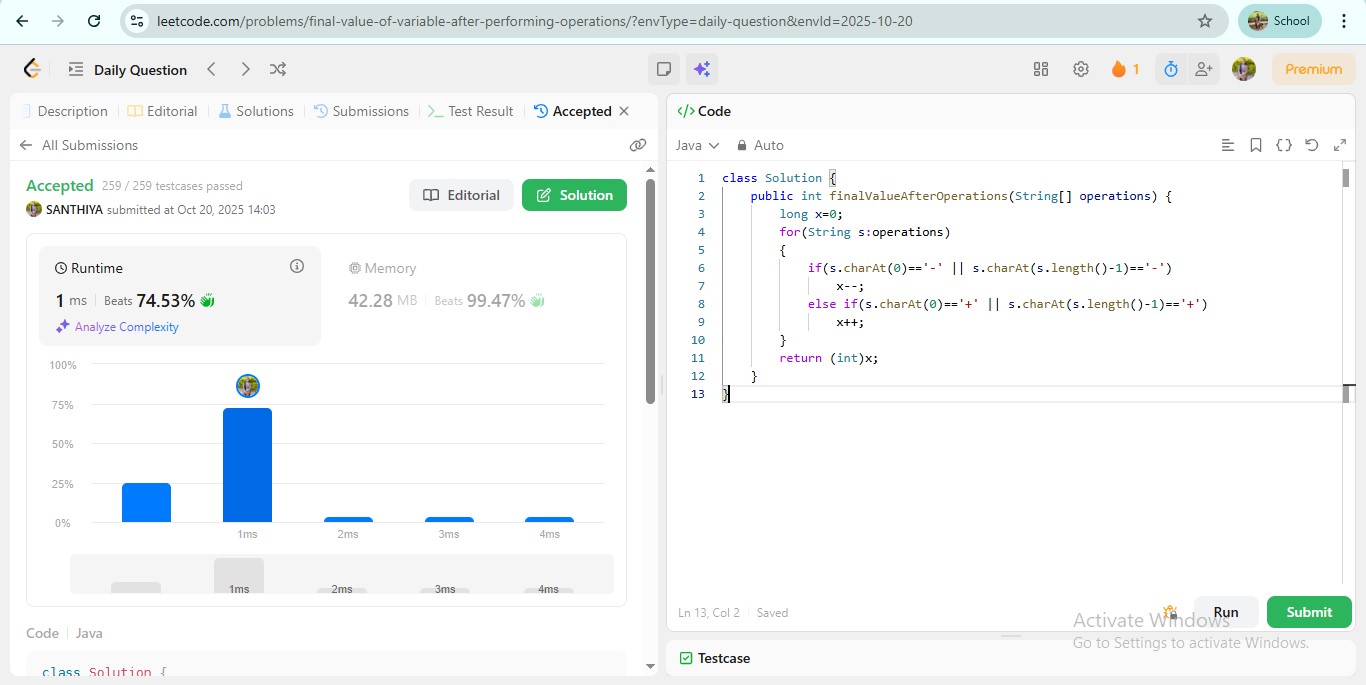 leetcode.com/problems/final-value-of-variable-after-performing-operations/?envType=daily-question&envId=2025-10-20
School
Daily Question
1
Premium
Description
Editorial
Solutions
Submissions
Test Result
Accepted
All Submissions
Accepted 259 / 259 testcases passed
SANTHIYA submitted at Oct 20, 2025 14:03
Editorial
Solution
Runtime
1 ms Beats 74.53%
Analyze Complexity
Memory
42.28 MB Beats 99.47%
100%
75%
50%
25%
0%
1ms 2ms 3ms 4ms
1ms 2ms 3ms 4ms
Code Java
class Solution {
</> Code
Java Auto
1 class Solution {
2 public int finalValueAfterOperations(String[] operations) {
3 long x=0;
4 for(String s:operations)
5 {
6 if(s.charAt(0)=='-' || s.charAt(s.length()-1)=='-')
7 x--;
8 else if(s.charAt(0)=='+' || s.charAt(s.length()-1)=='+')
9 x++;
10 }
11 return (int)x;
12 }
13 }
Ln 13, Col 2 Saved
Run
Submit
Activate Windows
Go to Settings to activate Windows.
Testcase